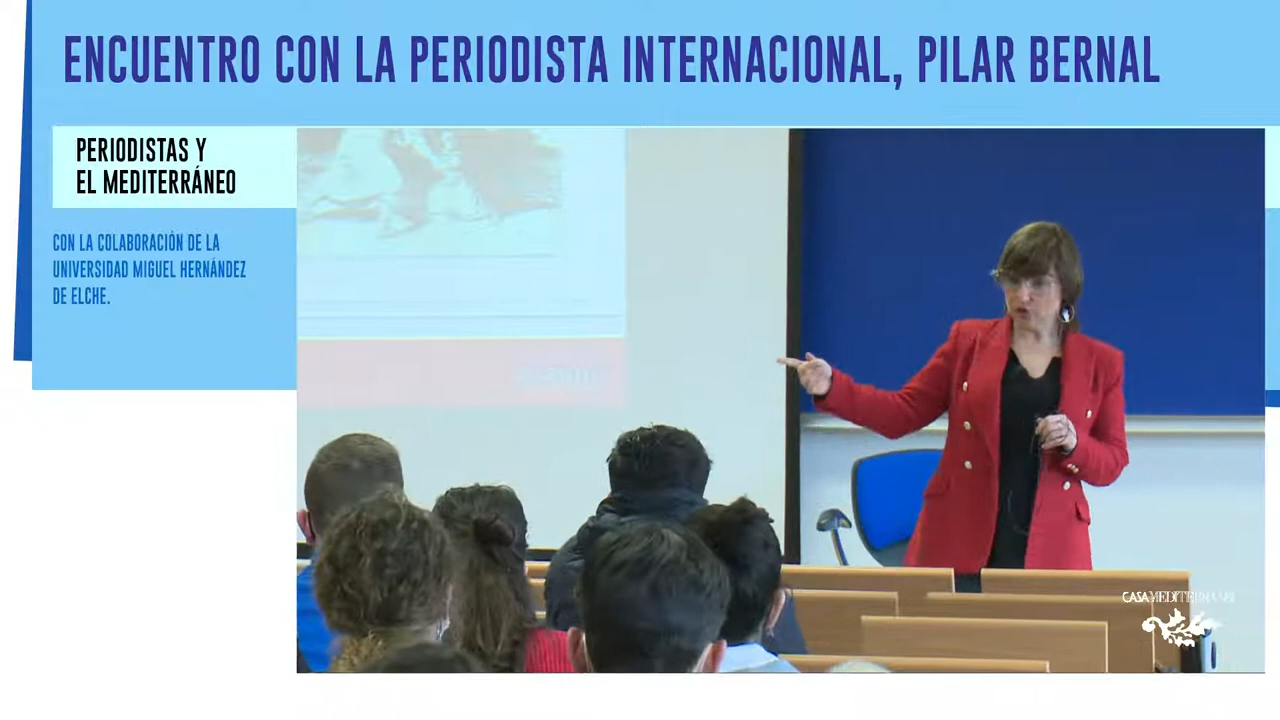 ENCUENTRO CON LA PERIODISTA INTERNACIONAL, PILAR BERNAL
PERIODISTAS Y
EL MEDITERRÁNEO
CON LA COLABORACIÓN DE LA
UNIVERSIDAD MIGUEL HERNÁNDEZ
DE ELCHE.